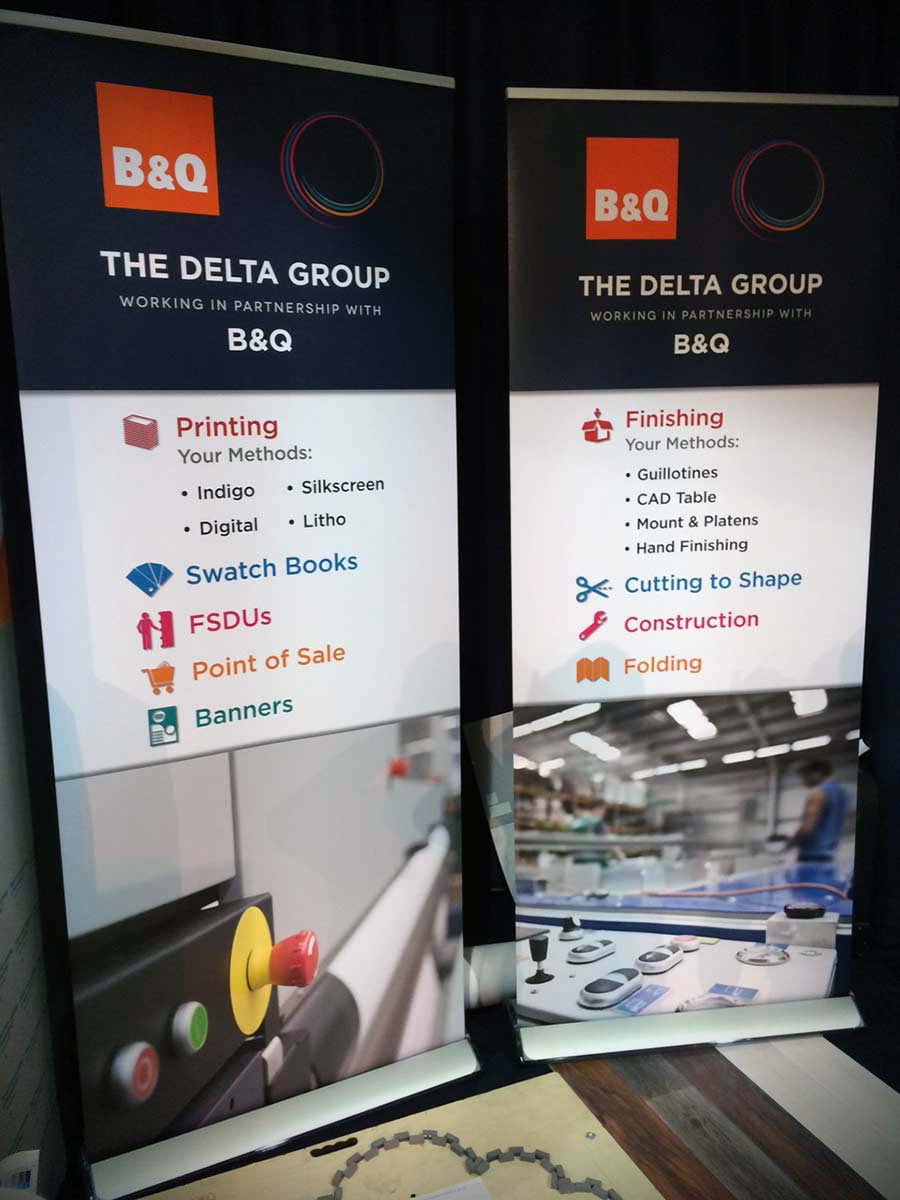 B&Q
THE DELTA GROUP
WORKING IN PARTNERSHIP WITH
B&Q
Printing
Your Methods:
• Indigo • Silkscreen
• Digital • Litho
Swatch Books
FSDUs
Point of Sale
Banners
B&Q
THE DELTA GROUP
WORKING IN PARTNERSHIP WITH
B&Q
Finishing
Your Methods:
• Guillotines
• CAD Table
• Mount & Platens
• Hand Finishing
Cutting to Shape
Construction
Folding